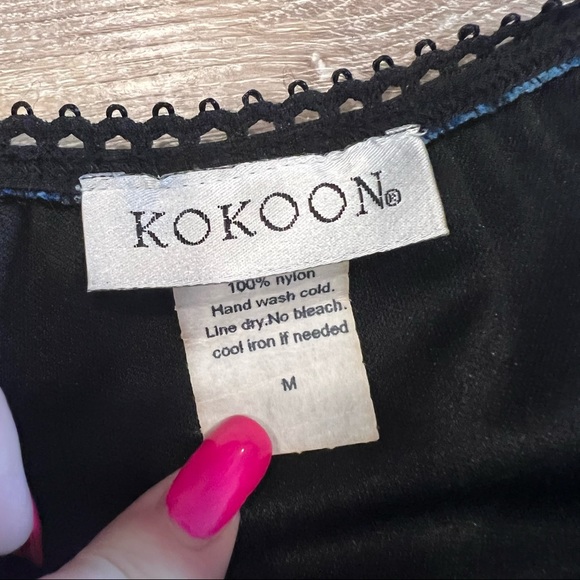 KOKOON®
100% nylon
Hand wash cold.
Line dry.No bleach.
cool iron if needed
M